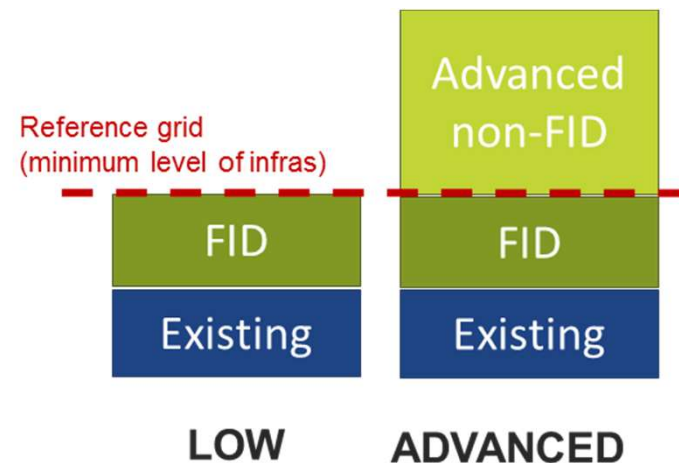 Advanced
non-FID
Reference grid
(minimum level of infras)
FID
FID
Existing
Existing
LOW
ADVANCED